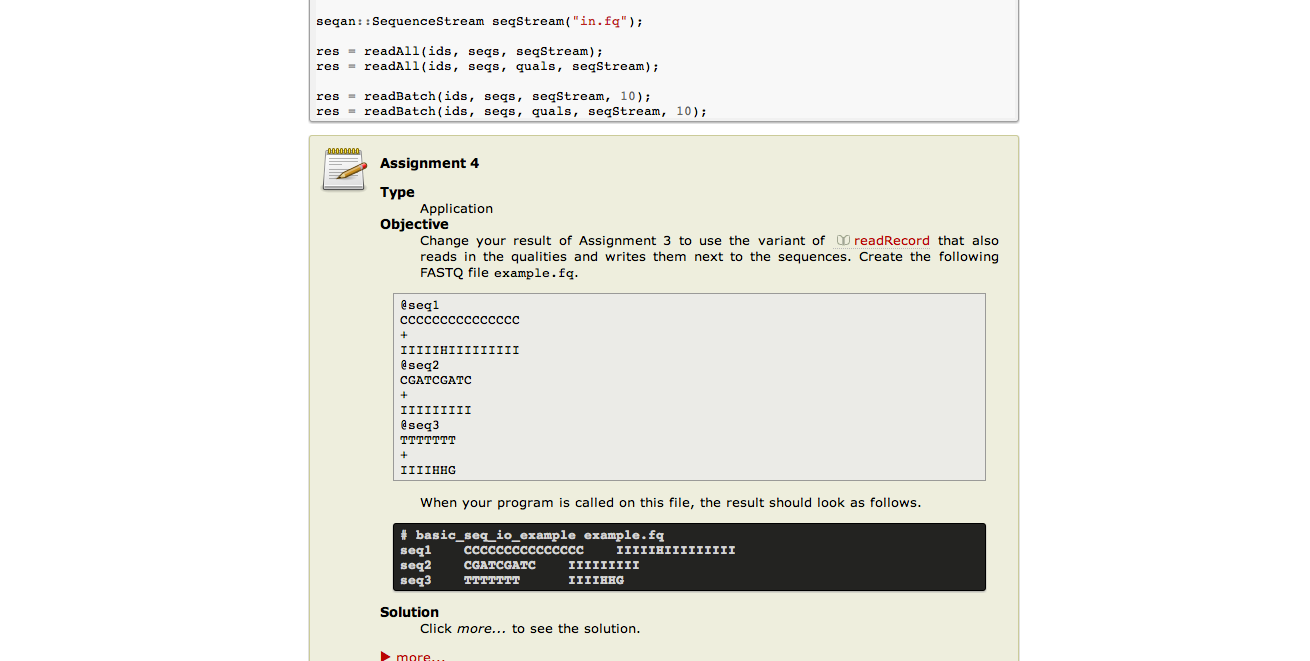 seqan::SequenceStream seqStream("in.fq");
res = readAll(ids, seqs, seqStream);
res = readAll(ids, seqs, quals, seqStream);
res = readBatch(ids, seqs, seqStream, 10);
res = readBatch(ids, seqs, quals, seqStream, 10);
Assignment 4
Type
Application
Objective
Change your result of Assignment 3 to use the variant of readRecord that also
reads in the qualities and writes them next to the sequences. Create the following
FASTQ file example.fq.
@seq1
CCCCCCCCCCCCCCC
+
IIIIIHIIIIIIIII
@seq2
CGATCGATC
+
IIIIIIIII
@seq3
TTTTTTT
+
IIIIHHG
When your program is called on this file, the result should look as follows.
# basic_seq_io_example example.fq
seq1    CCCCCCCCCCCCCCC    IIIIIHIIIIIIIII
seq2    CGATCGATC    IIIIIIIII
seq3    TTTTTTT      IIIIHHG
Solution
Click more... to see the solution.
more...